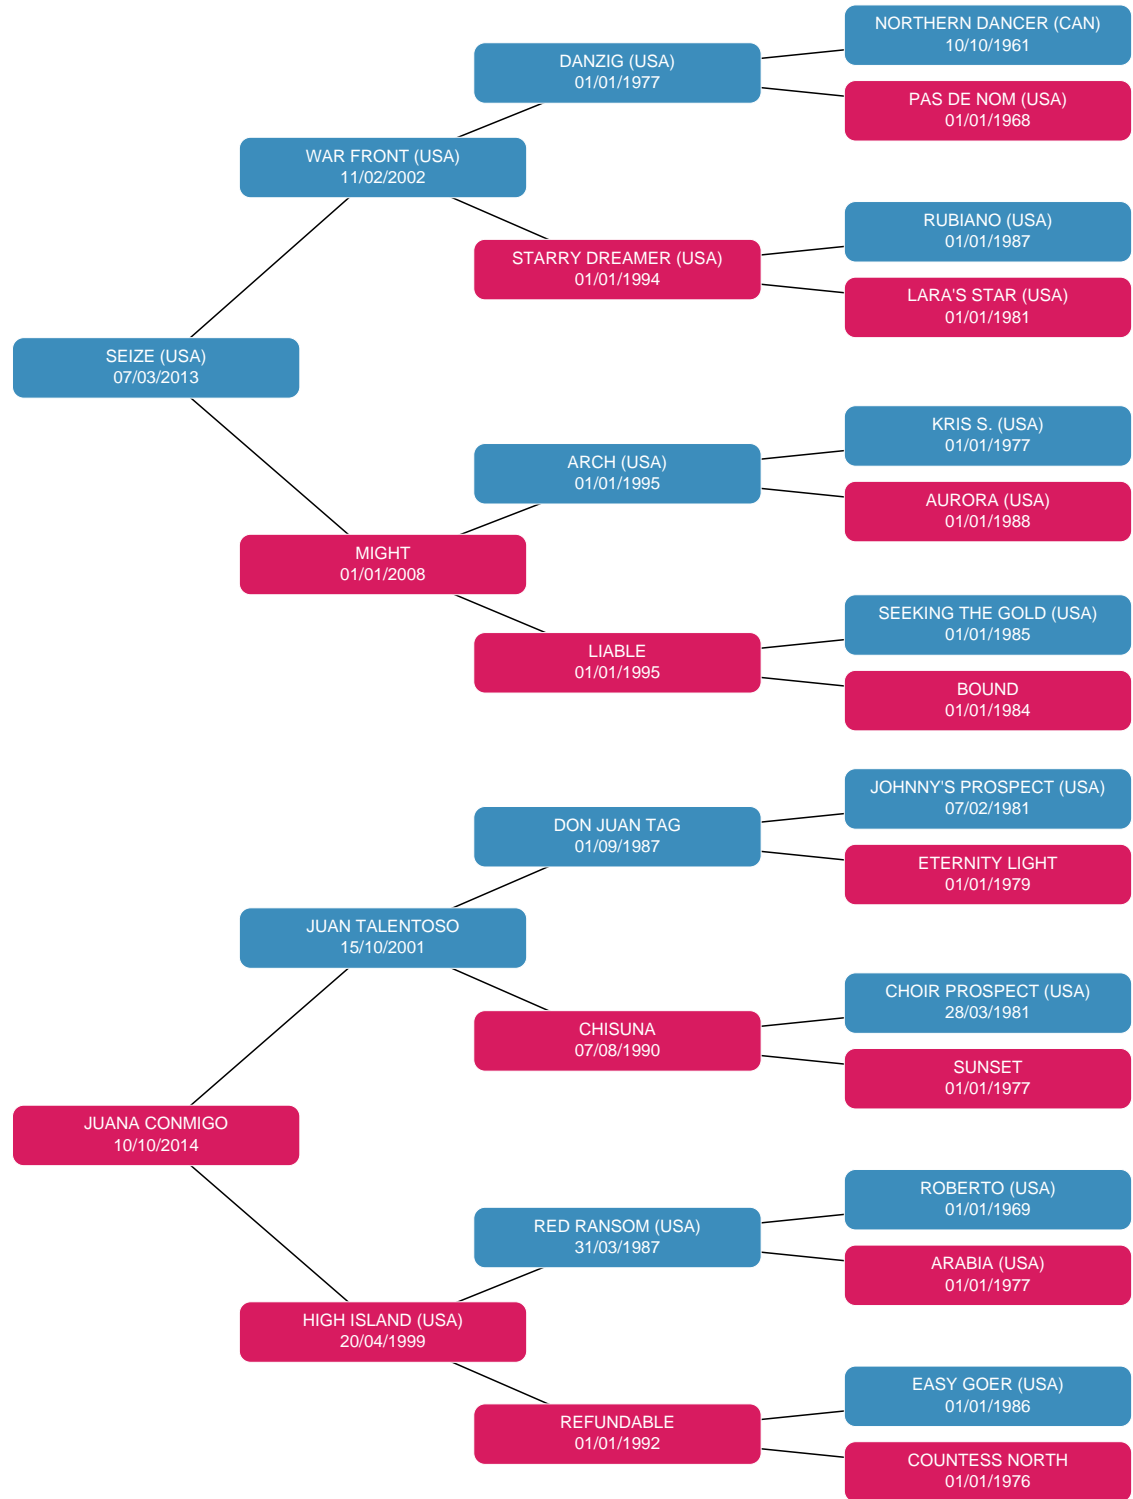 NORTHERN DANCER (CAN)
10/10/1961
DANZIG (USA)
01/01/1977
PAS DE NOM (USA)
01/01/1968
WAR FRONT (USA)
11/02/2002
RUBIANO (USA)
01/01/1987
STARRY DREAMER (USA)
01/01/1994
LARA'S STAR (USA)
01/01/1981
SEIZE (USA)
07/03/2013
KRIS S. (USA)
01/01/1977
ARCH (USA)
01/01/1995
AURORA (USA)
01/01/1988
MIGHT
01/01/2008
SEEKING THE GOLD (USA)
01/01/1985
LIABLE
01/01/1995
BOUND
01/01/1984
JOHNNY'S PROSPECT (USA)
07/02/1981
DON JUAN TAG
01/09/1987
ETERNITY LIGHT
01/01/1979
JUAN TALENTOSO
15/10/2001
CHOIR PROSPECT (USA)
28/03/1981
CHISUNA
07/08/1990
SUNSET
01/01/1977
JUANA CONMIGO
10/10/2014
ROBERTO (USA)
01/01/1969
RED RANSOM (USA)
31/03/1987
ARABIA (USA)
01/01/1977
HIGH ISLAND (USA)
20/04/1999
EASY GOER (USA)
01/01/1986
REFUNDABLE
01/01/1992
COUNTESS NORTH
01/01/1976